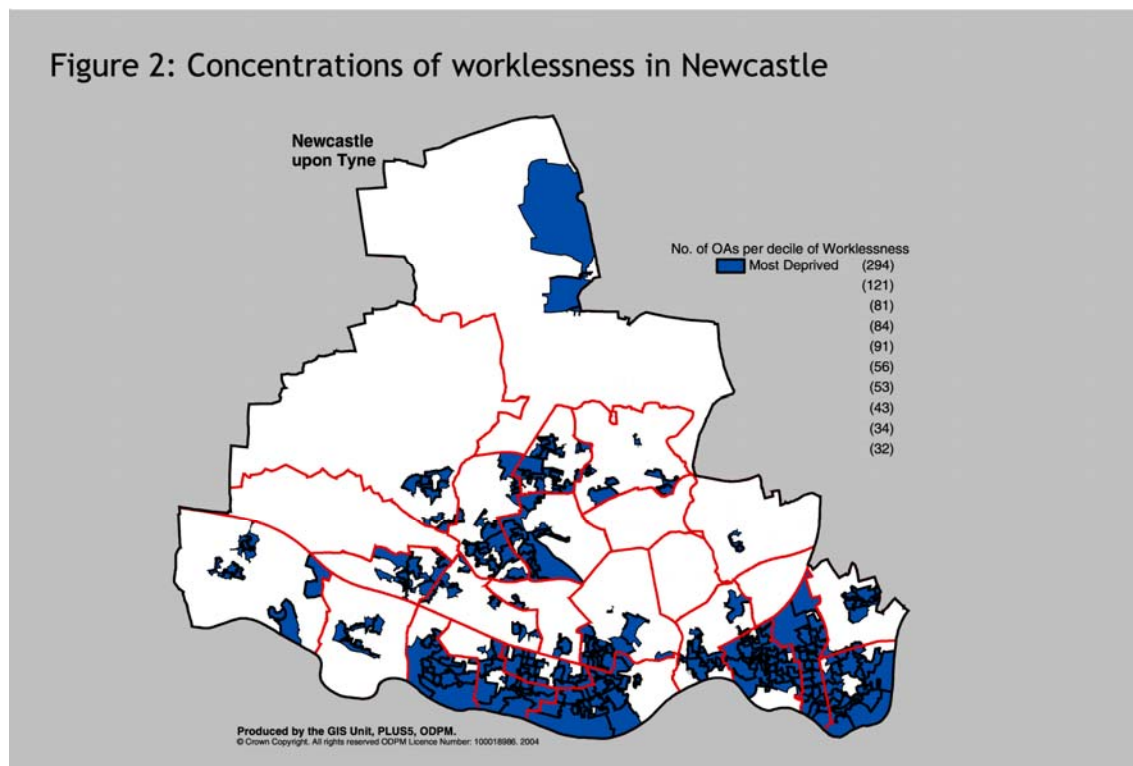 Figure 2: Concentrations of worklessness in Newcastle
Newcastle
upon Tyne
No. of OAs per decile of Worklessness
Most Deprived (294)
(121)
(81)
(84)
(91)
(56)
(53)
(43)
(34)
(32)
Produced by the GIS Unit, PLUS5, ODPM.
© Crown Copyright. All rights reserved ODPM Licence Number: 100018986. 2004